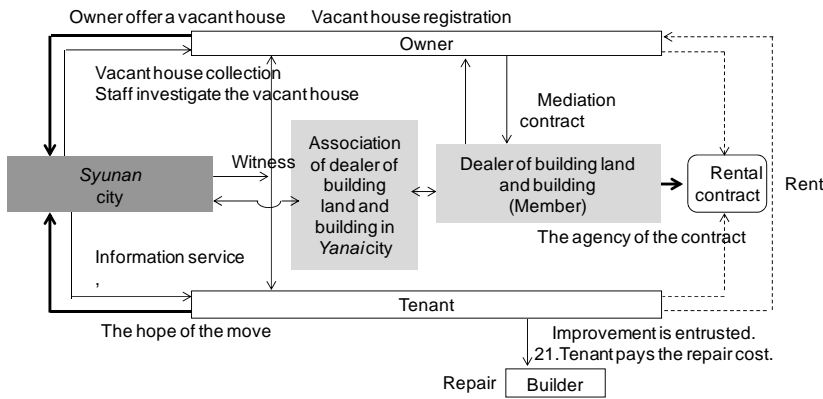 Owner offer a vacant house
Vacant house registration
Owner
Vacant house collection
Staff investigate the vacant house
Mediation
contract
Syunan
city
Witness
Association
of dealer of
building
land and
building in
Yanai city
Dealer of building land
and building
(Member)
Rental
contract
Rent
The agency of the contract
Information service
,
Tenant
The hope of the move
Improvement is entrusted.
21.Tenant pays the repair cost.
Repair
Builder